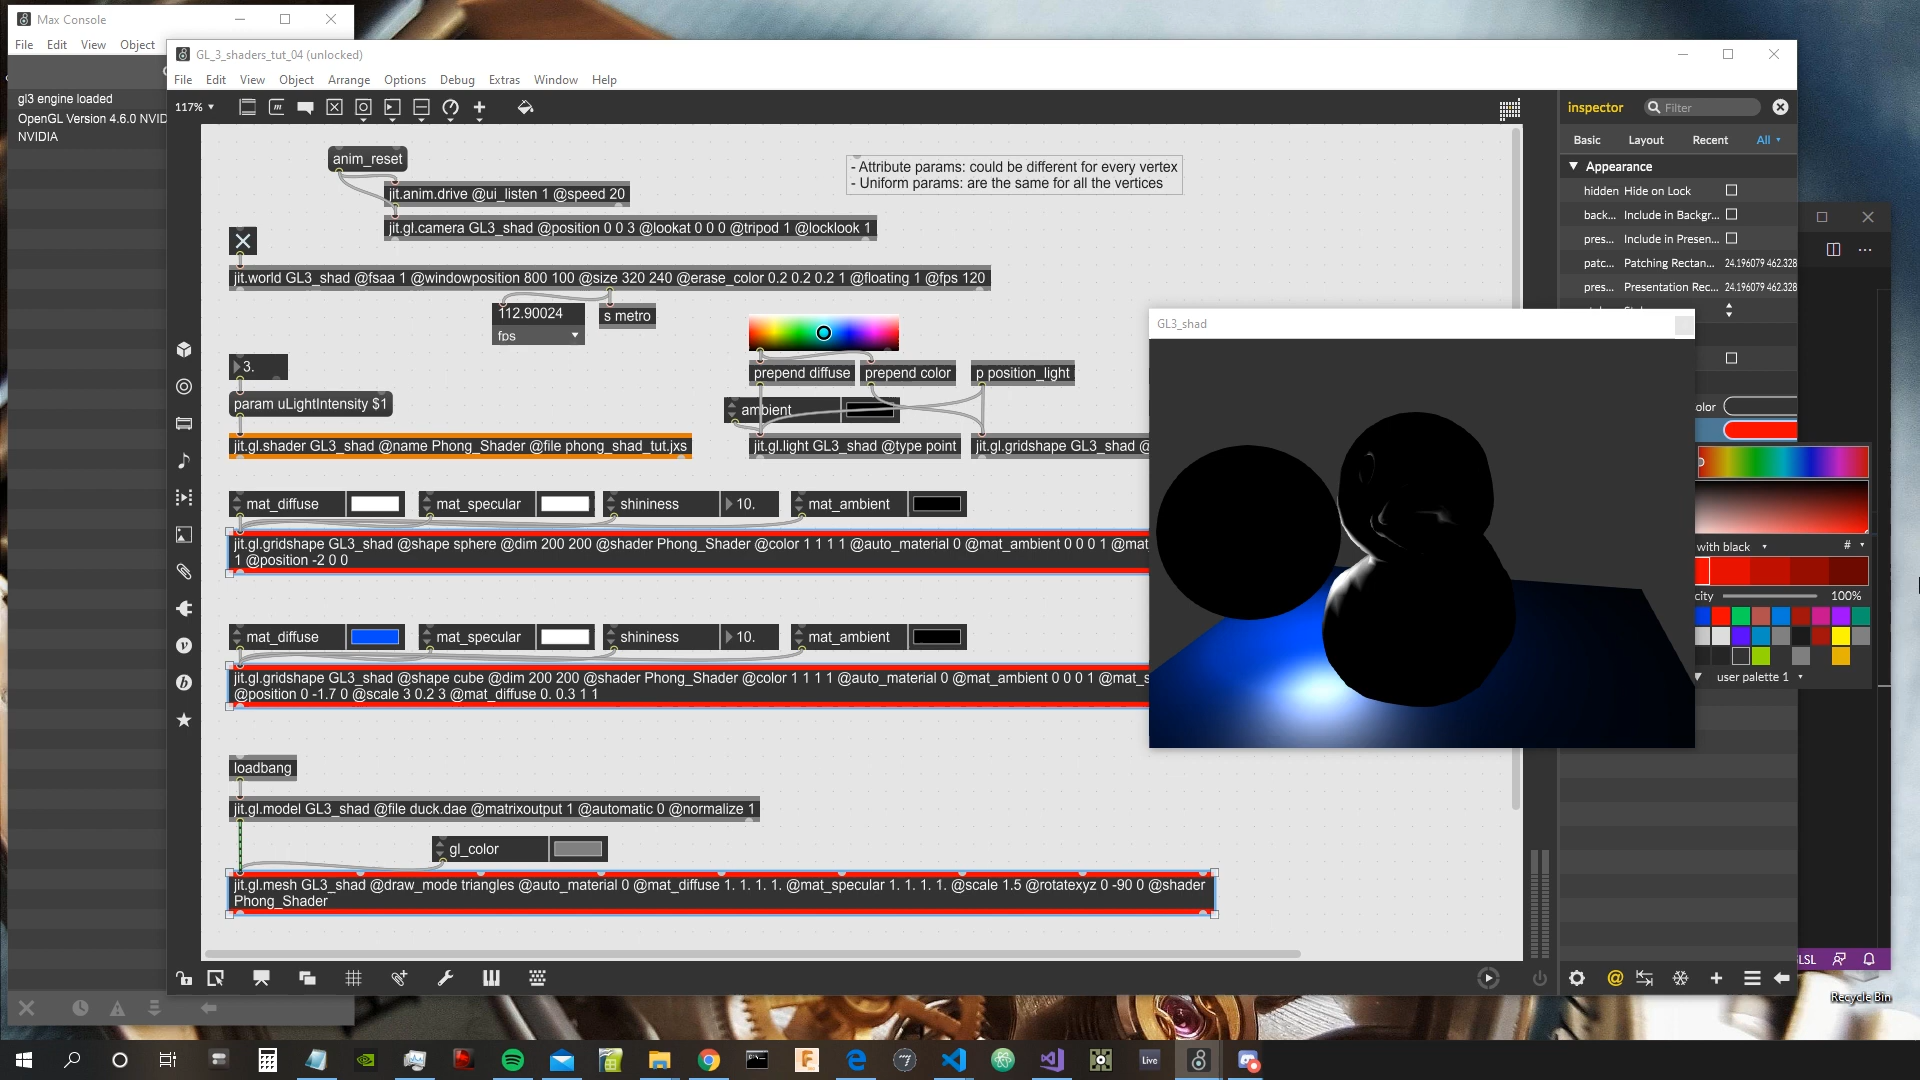 Max Console
File Edit View Object
gl3 engine loaded
OpenGL Version 4.6.0 NVID
NVIDIA
GL_3_shaders_tut_04 (unlocked)
File Edit View Object Arrange Options Debug Extras Window Help
117%
anim_reset
jit.anim.drive @ui_listen 1 @speed 20
jit.gl.camera GL3_shad @position 0 0 3 @lookat 0 0 0 @tripod 1 @locklook 1
- Attribute params: could be different for every vertex
- Uniform params: are the same for all the vertices
jit.world GL3_shad @fsaa 1 @windowposition 800 100 @size 320 240 @erase_color 0.2 0.2 0.2 1 @floating 1 @fps 120
112.90024
fps
s metro
3.
param uLightIntensity $1
jit.gl.shader GL3_shad @name Phong_Shader @file phong_shad_tut.jxs
prepend diffuse
prepend color
p position_light
ambient
jit.gl.light GL3_shad @type point
jit.gl.gridshape GL3_shad @
mat_diffuse
mat_specular
shininess
10.
mat_ambient
jit.gl.gridshape GL3_shad @shape sphere @dim 200 200 @shader Phong_Shader @color 1 1 1 1 @auto_material 0 @mat_ambient 0 0 0 1 @mat
1 @position -2 0 0
mat_diffuse
mat_specular
shininess
10.
mat_ambient
jit.gl.gridshape GL3_shad @shape cube @dim 200 200 @shader Phong_Shader @color 1 1 1 1 @auto_material 0 @mat_ambient 0 0 0 1 @mat_s
@position 0 -1.7 0 @scale 3 0.2 3 @mat_diffuse 0. 0.3 1 1
loadbang
jit.gl.model GL3_shad @file duck.dae @matrixoutput 1 @automatic 0 @normalize 1
gl_color
jit.gl.mesh GL3_shad @draw_mode triangles @auto_material 0 @mat_diffuse 1. 1. 1. 1. @mat_specular 1. 1. 1. 1. @scale 1.5 @rotatexyz 0 -90 0 @shader
Phong_Shader
GL3_shad
inspector
Filter
Basic Layout Recent All
Appearance
hidden Hide on Lock
back... Include in Backgr...
pres... Include in Presen...
patc... Patching Rectan... 24.196079 462.328
pres... Presentation Rec... 24.196079 462.328
olor
with black
#
city
100%
user palette 1
LSL
Recycle Bin
Live